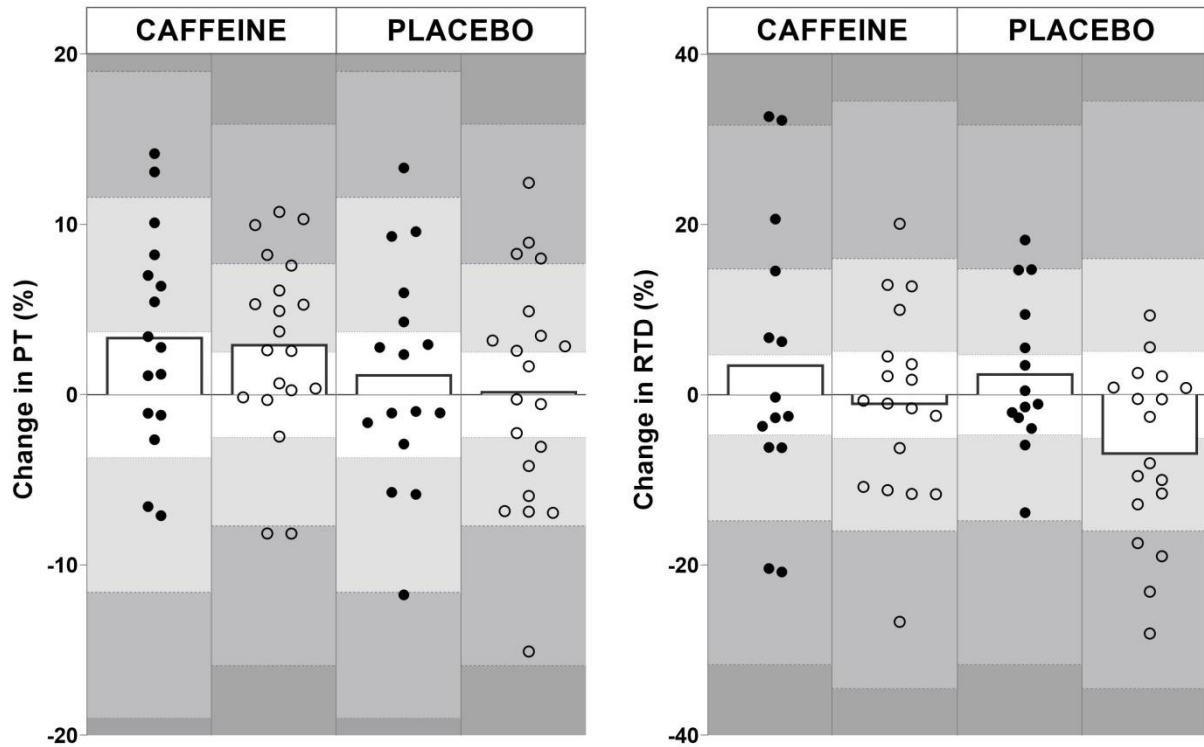 CAFFEINE PLACEBO
20
10
0
-10
-20
Change in PT (%)
CAFFEINE PLACEBO
40
20
0
-20
-40
Change in RTD (%)